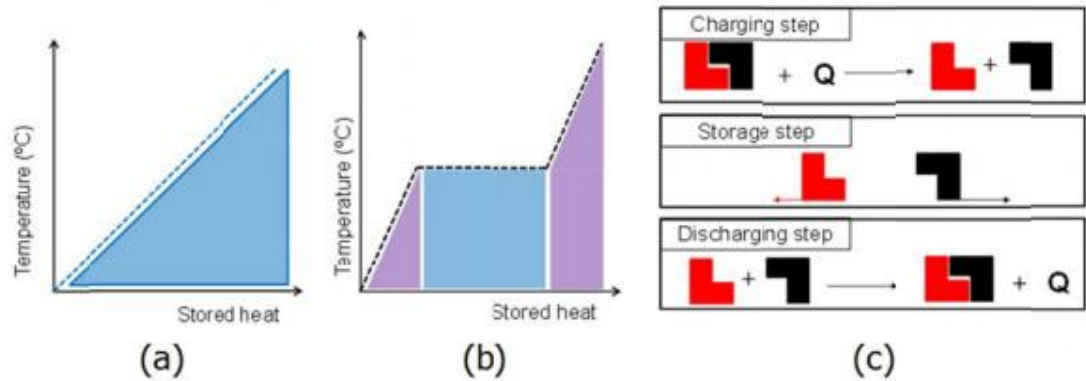 Temperature (ºC)
Stored heat
(a)
Temperature (ºC)
Stored heat
(b)
Charging step
+ Q +
Storage step
Discharging step
+ + Q
(c)